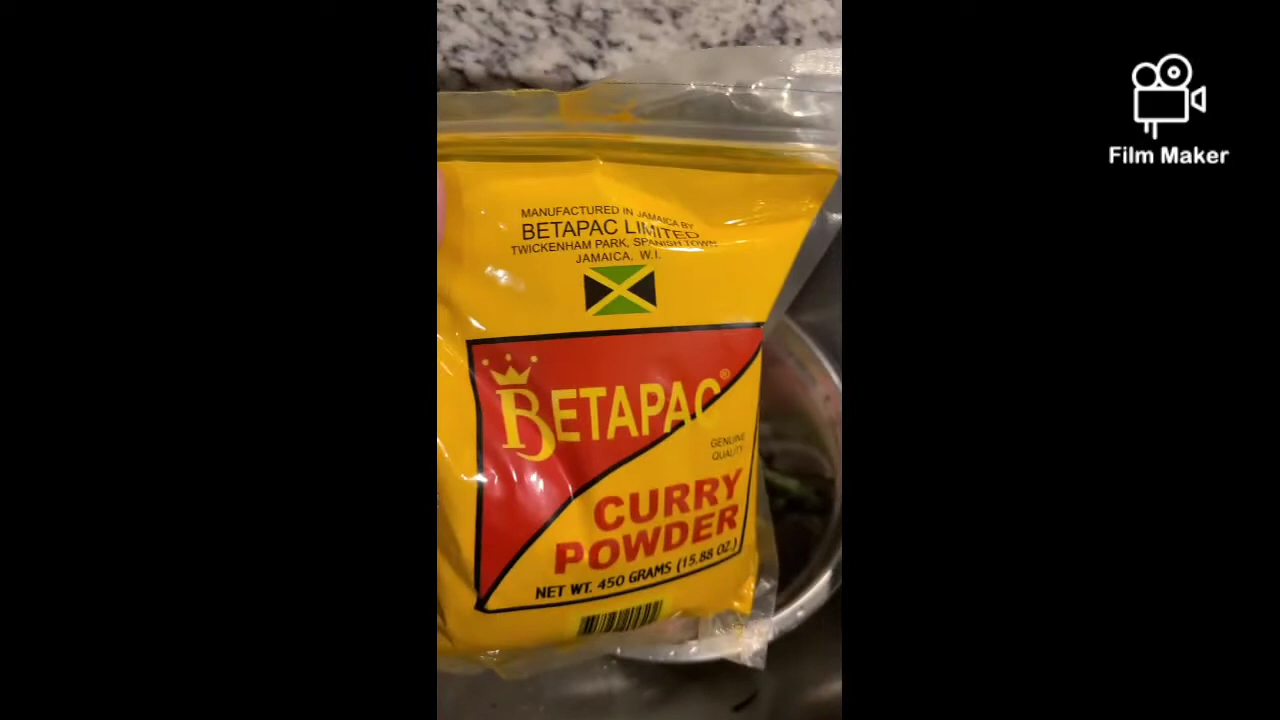 MANUFACTURED IN JAMAICA BY
BETAPAC LIMITED
TWICKENHAM PARK, SPANISH TOWN
JAMAICA, W.I.
BETAPAC®
GENUINE
QUALITY
CURRY
POWDER
NET WT. 450 GRAMS (15.88 OZ.)
Film Maker